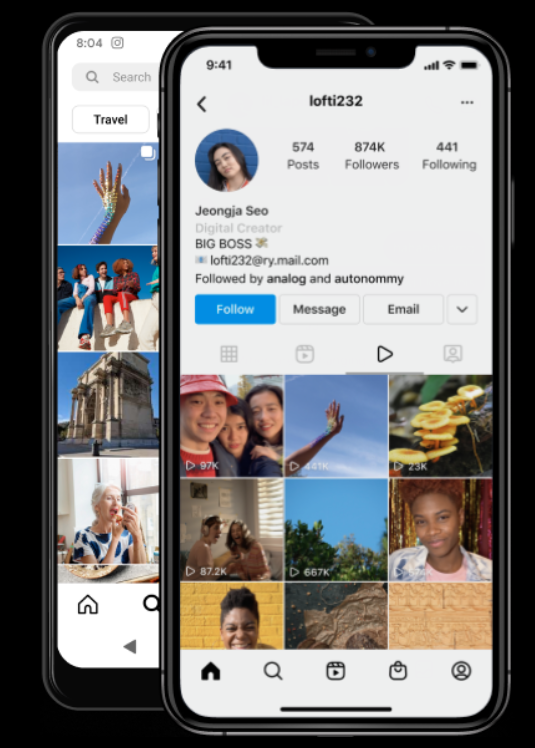 8:04
Search
Travel
9:41
lofti232
574 874K 441
Posts Followers Following
Jeongja Seo
Digital Creator
BIG BOSS
lofti232@ry.mail.com
Followed by analog and autonommy
Follow Message Email
97K 441K 23K
87.2K 667K